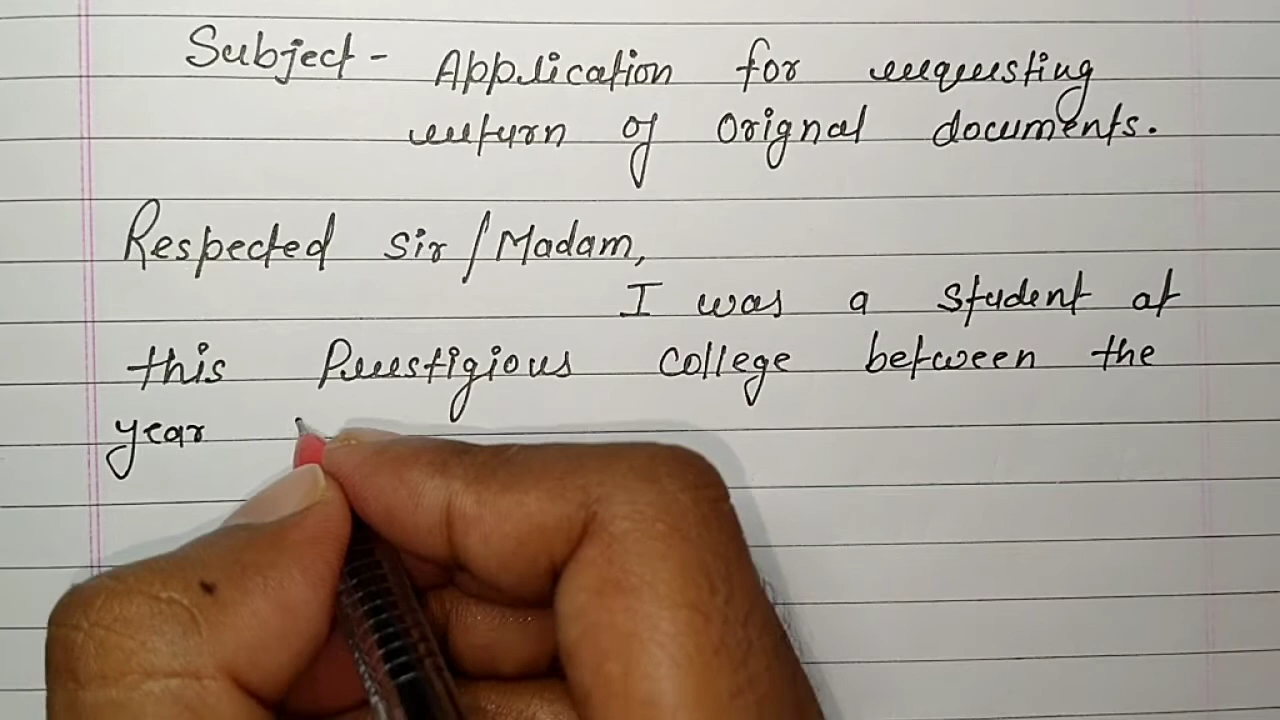 Subject - Application for requesting
return of Orignal documents.
Respected Sir / Madam,
I was a student at
this Prestigious College between the
year